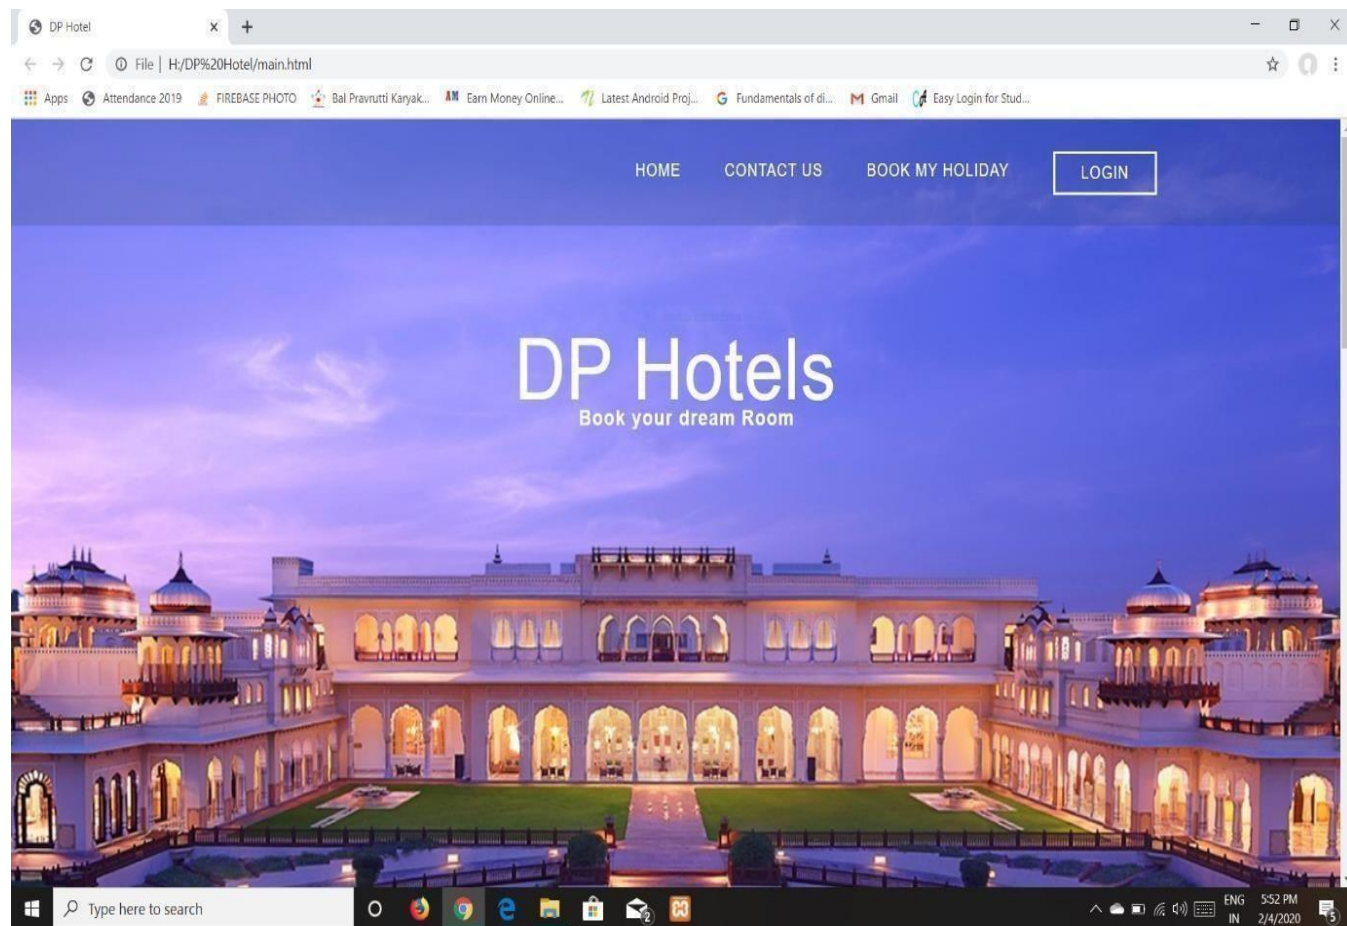 DP Hotel
File | H:/DP%20Hotel/main.html
Apps Attendance 2019 FIREBASE PHOTO Bal Pravrutti Karyak... Earn Money Online... Latest Android Proj... Fundamentals of di... Gmail Easy Login for Stud...
HOME CONTACT US BOOK MY HOLIDAY LOGIN
DP Hotels
Book your dream Room
Type here to search
ENG 5:52 PM
IN 2/4/2020